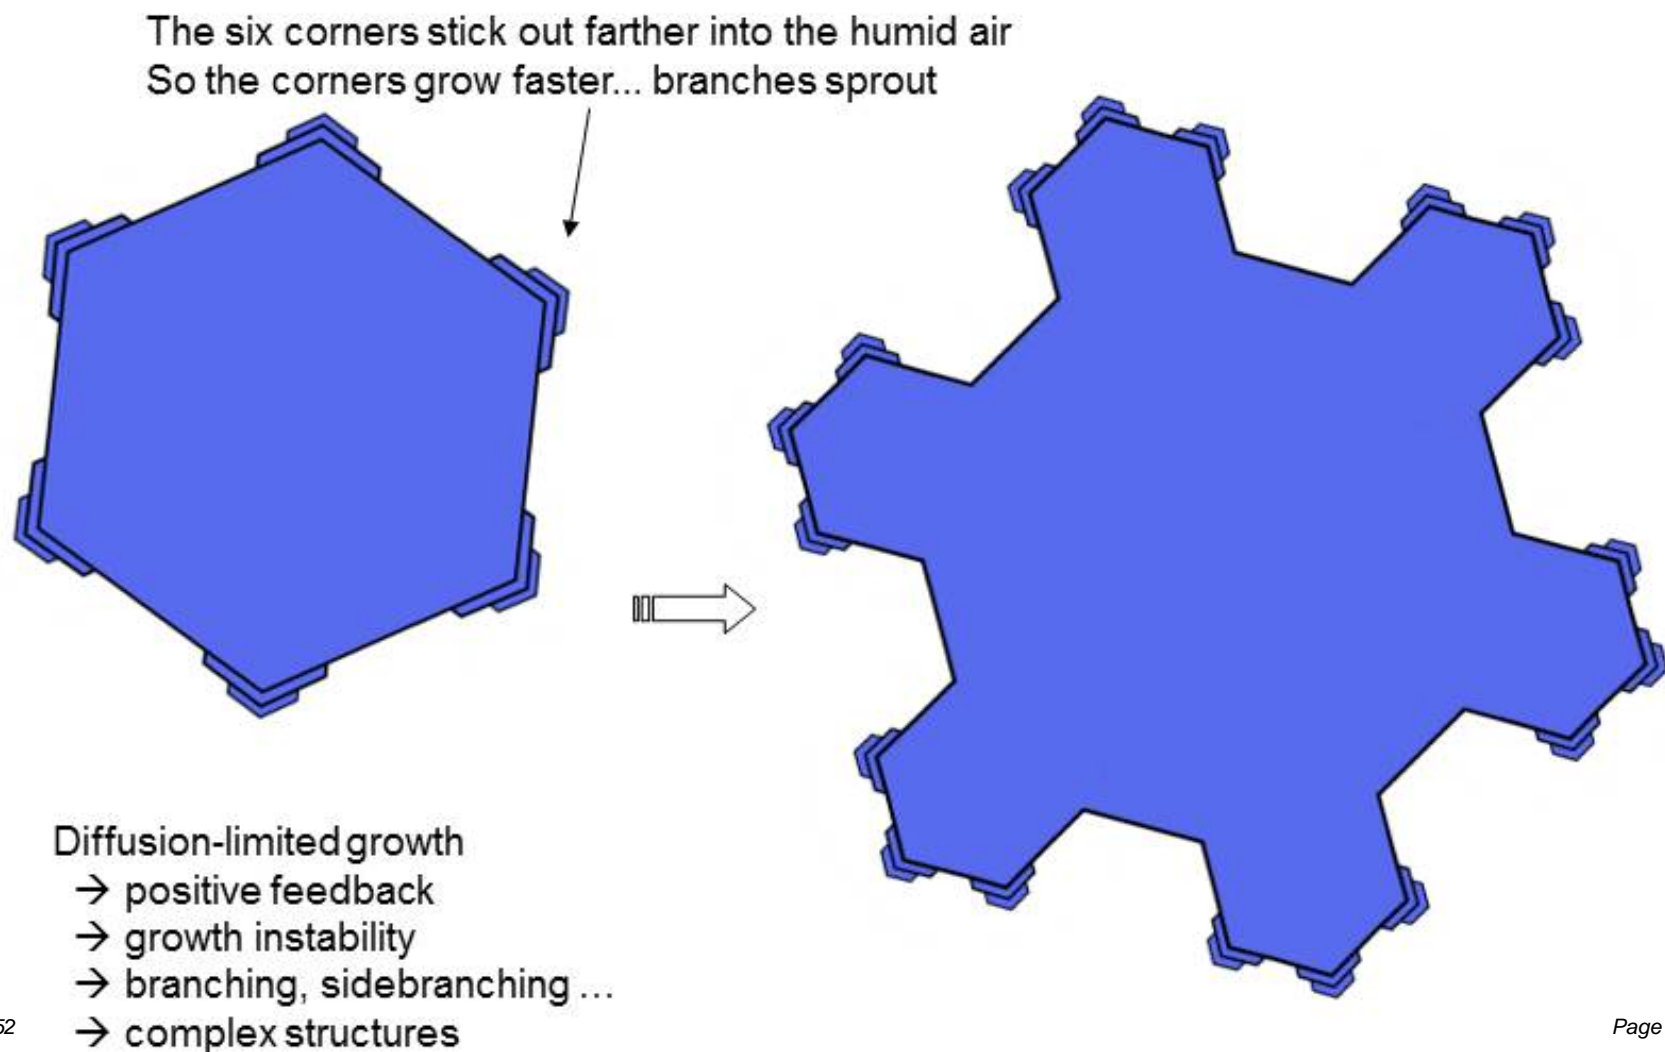 The six corners stick out farther into the humid air
So the corners grow faster... branches sprout
Diffusion-limited growth
→ positive feedback
→ growth instability
→ branching, sidebranching ...
→ complex structures
52
Page